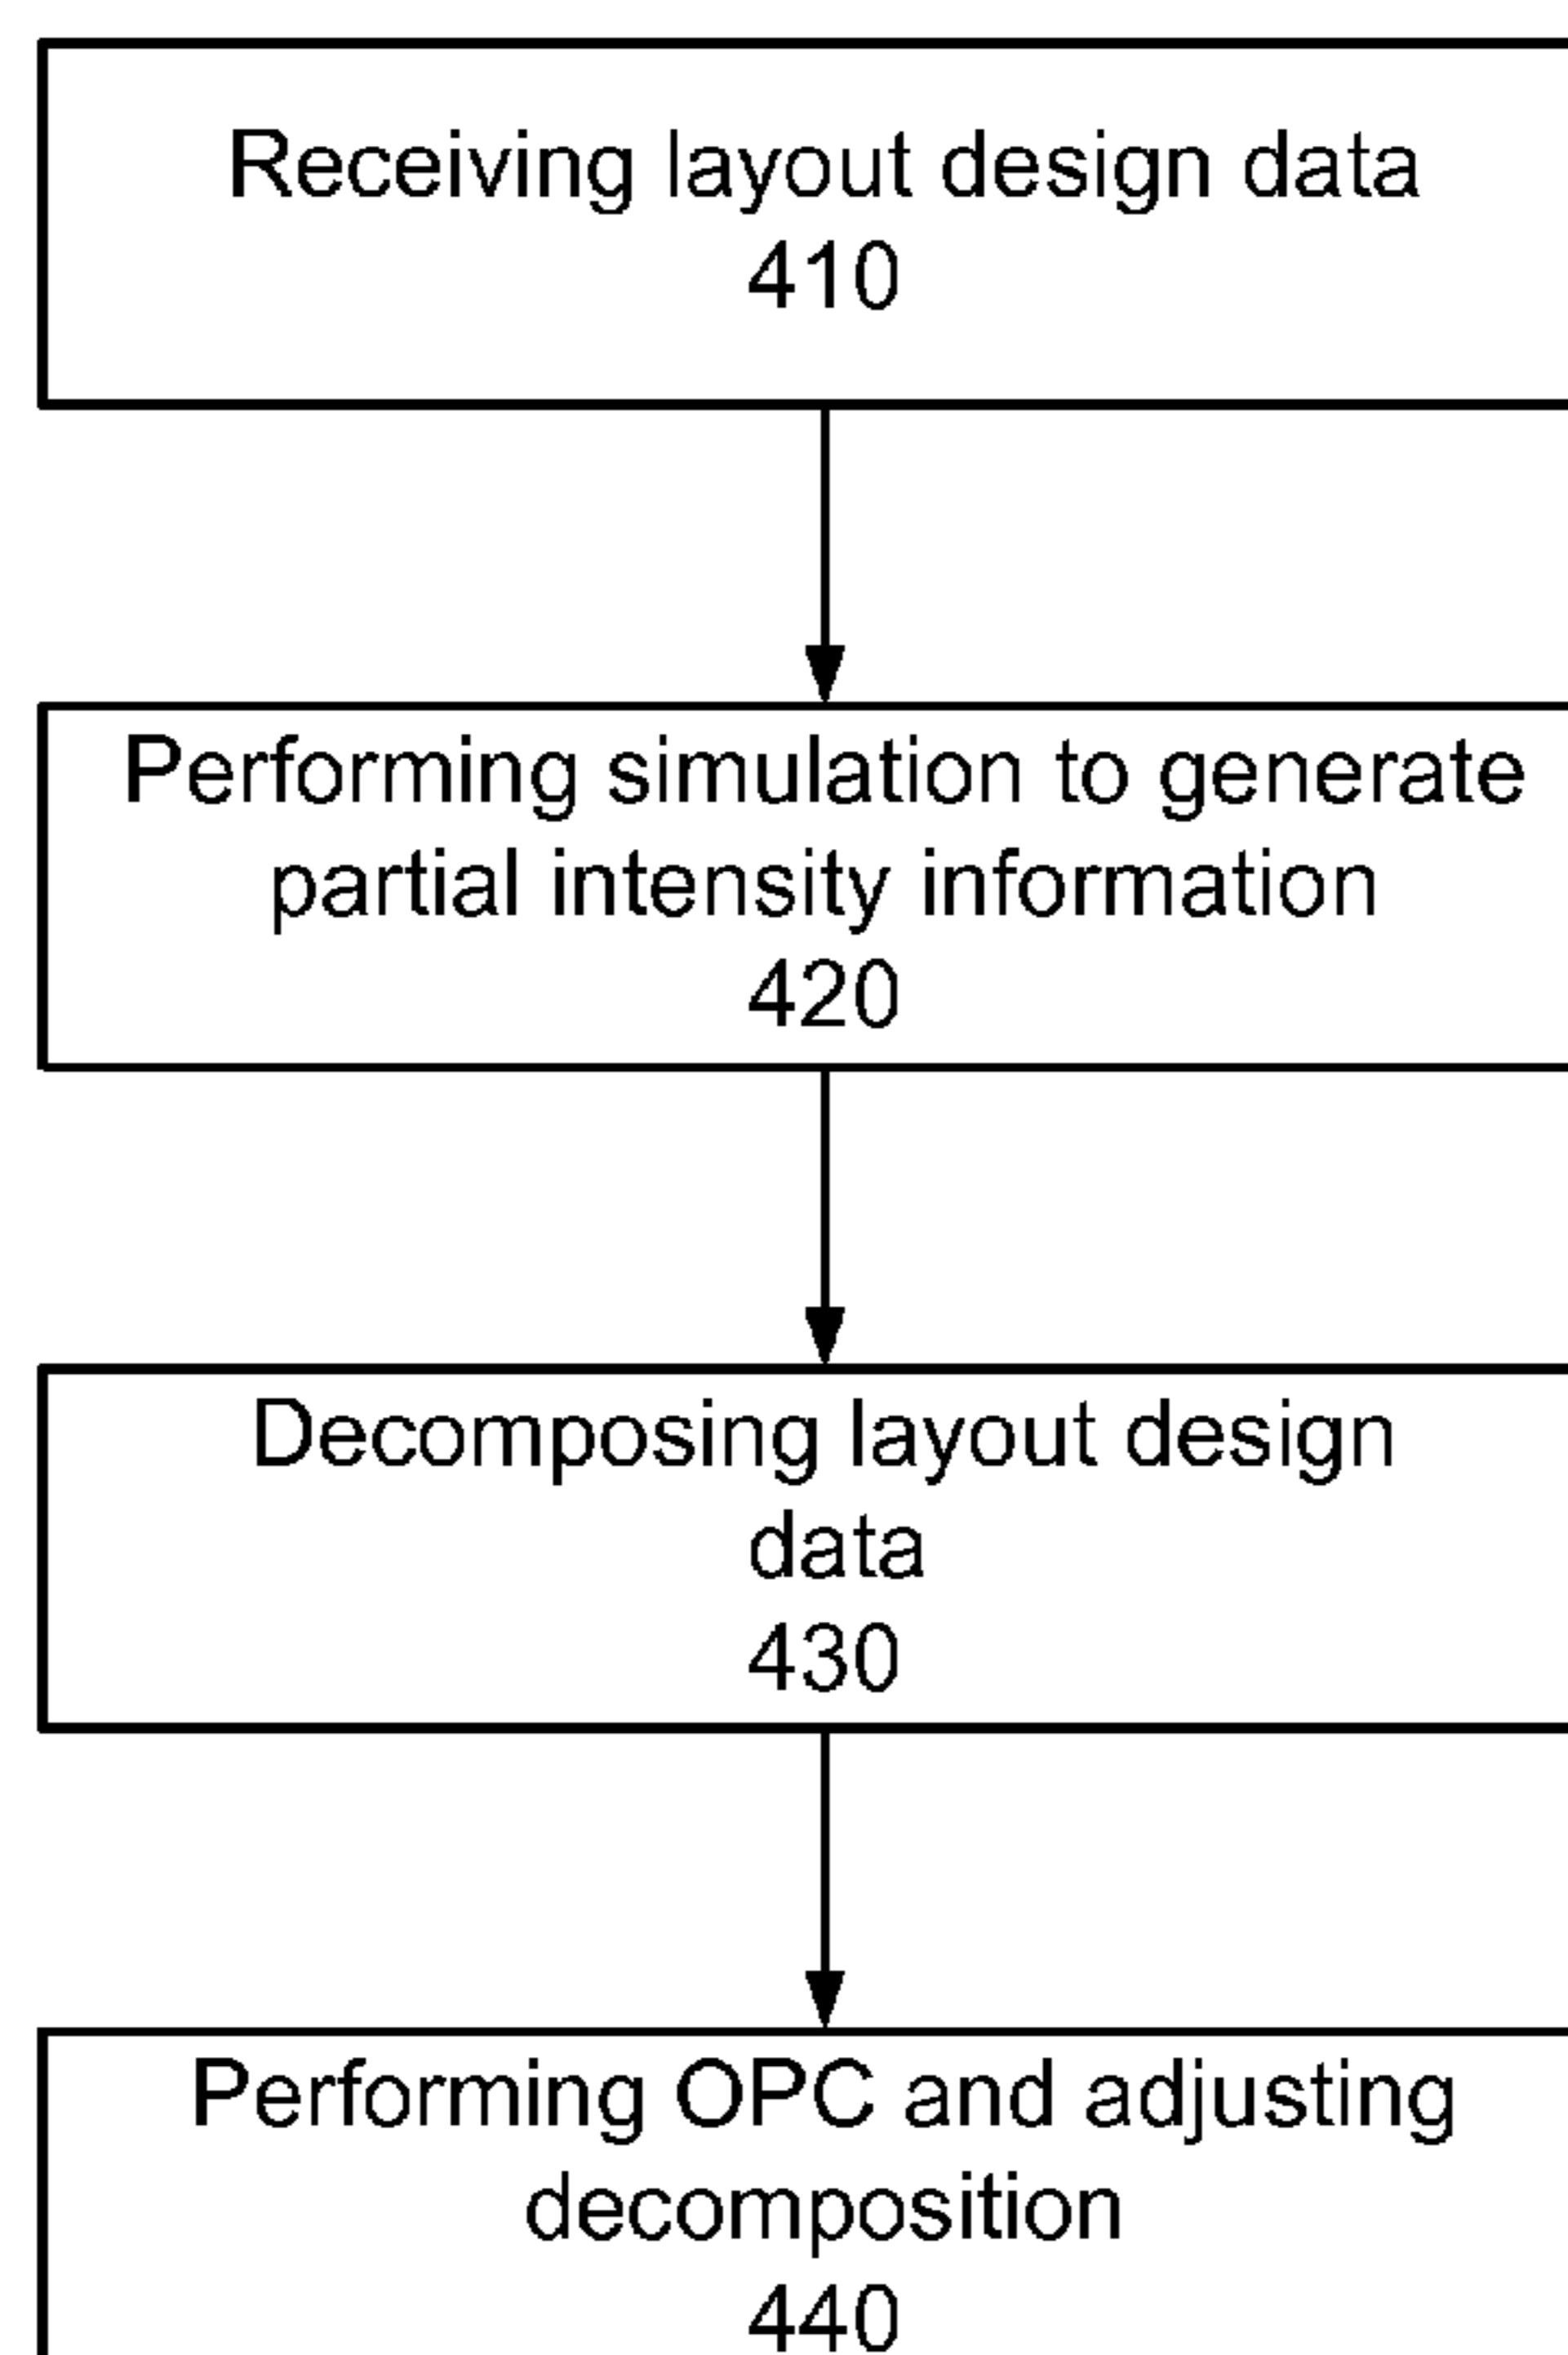 Receiving layout design data
410
Performing simulation to generate
partial intensity information
420
Decomposing layout design
data
430
Performing OPC and adjusting
decomposition
440